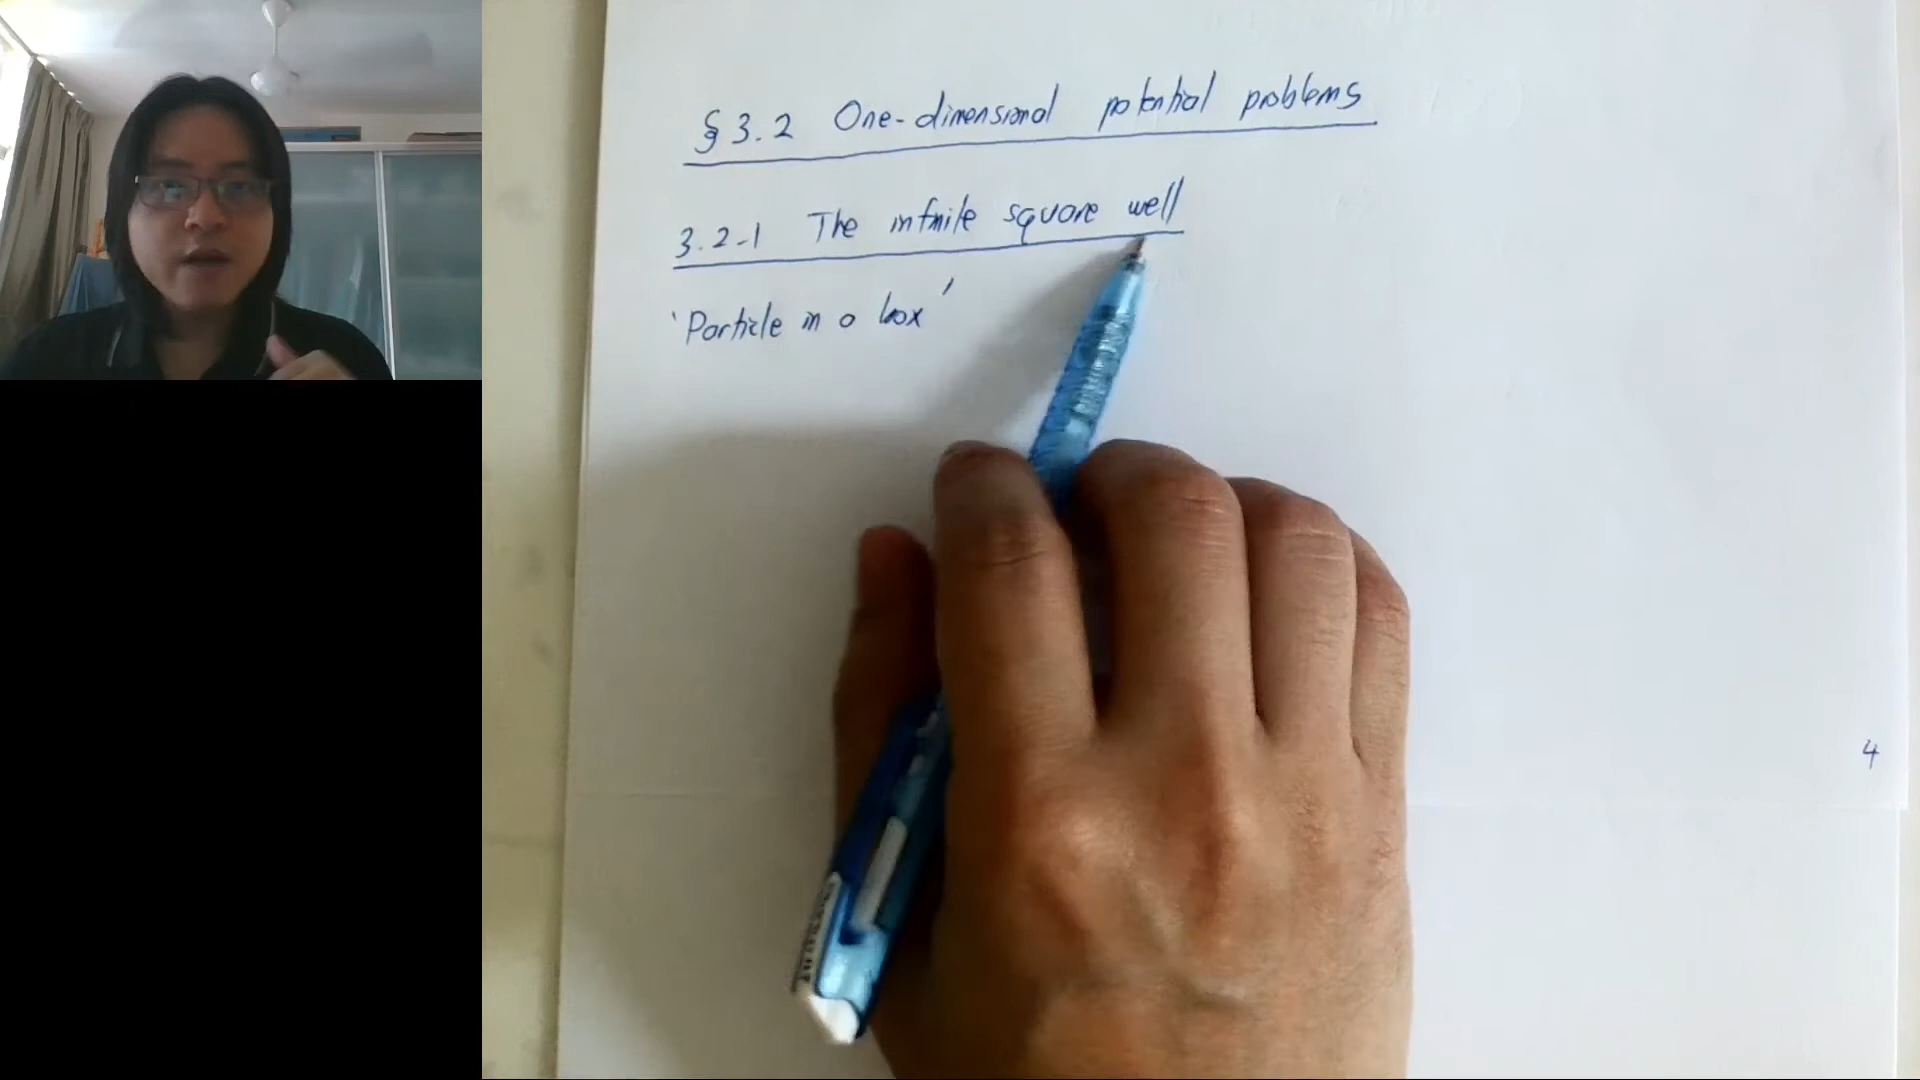 § 3.2 One-dimensional potential problems
3.2-1 The infinite square well
'Particle in a box'
4